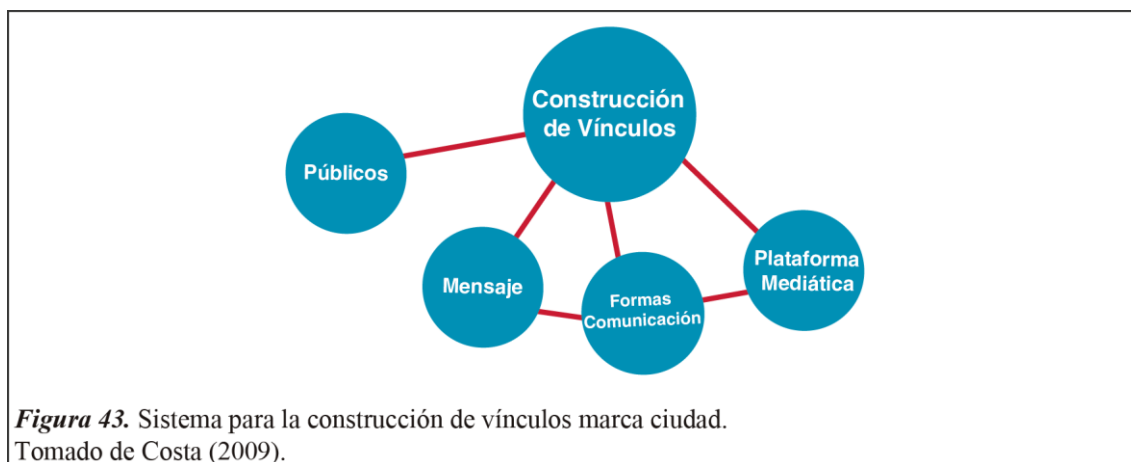 Construcción
de Vínculos
Públicos
Mensaje
Formas
Comunicación
Plataforma
Mediática
Figura 43. Sistema para la construcción de vínculos marca ciudad.
Tomado de Costa (2009).